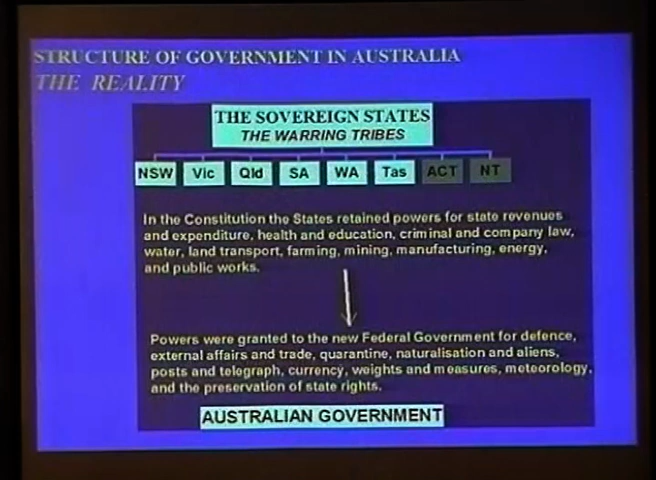 STRUCTURE OF GOVERNMENT IN AUSTRALIA
THE REALITY
THE SOVEREIGN STATES
THE WARRING TRIBES
NSW Vic Qld SA WA Tas ACT NT
In the Constitution the States retained powers for state revenues
and expenditure, health and education, criminal and company law,
water, land transport, farming, mining, manufacturing, energy,
and public works.
Powers were granted to the new Federal Government for defence,
external affairs and trade, quarantine, naturalisation and aliens,
posts and telegraph, currency, weights and measures, meteorology,
and the preservation of state rights.
AUSTRALIAN GOVERNMENT